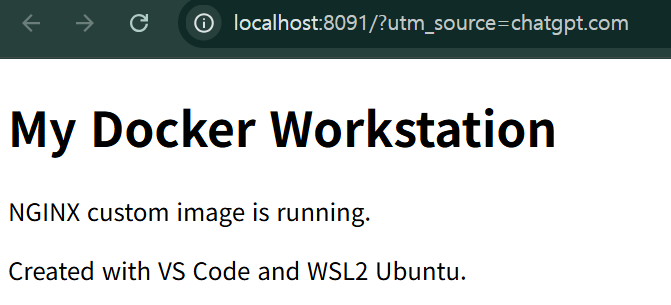 localhost:8091/?utm_source=chatgpt.com
My Docker Workstation
NGINX custom image is running.
Created with VS Code and WSL2 Ubuntu.